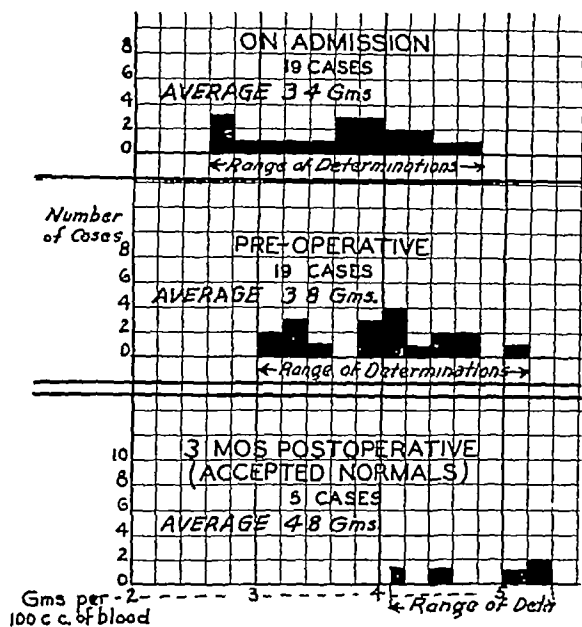 8
6
4
2
0
ON ADMISSION
19 CASES
AVERAGE 3 4 Gms
←Range of Determinations→
Number
of Cases
8
6
4
2
0
PRE-OPERATIVE
19 CASES
AVERAGE 3 8 Gms.
←Range of Determinations→
10
8
6
4
2
0
3 MOS POSTOPERATIVE
(ACCEPTED NORMALS)
5 CASES
AVERAGE 4 8 Gms
Gms per
100 c c. of blood
2 3 4 5
←Range of Detn